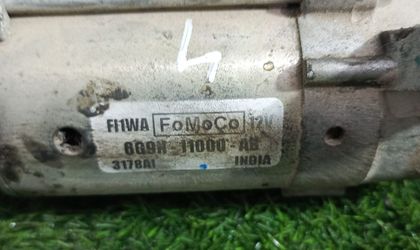 FI1WA FoMoCo 12V
6G9N-11000-AB
3178AI INDIA